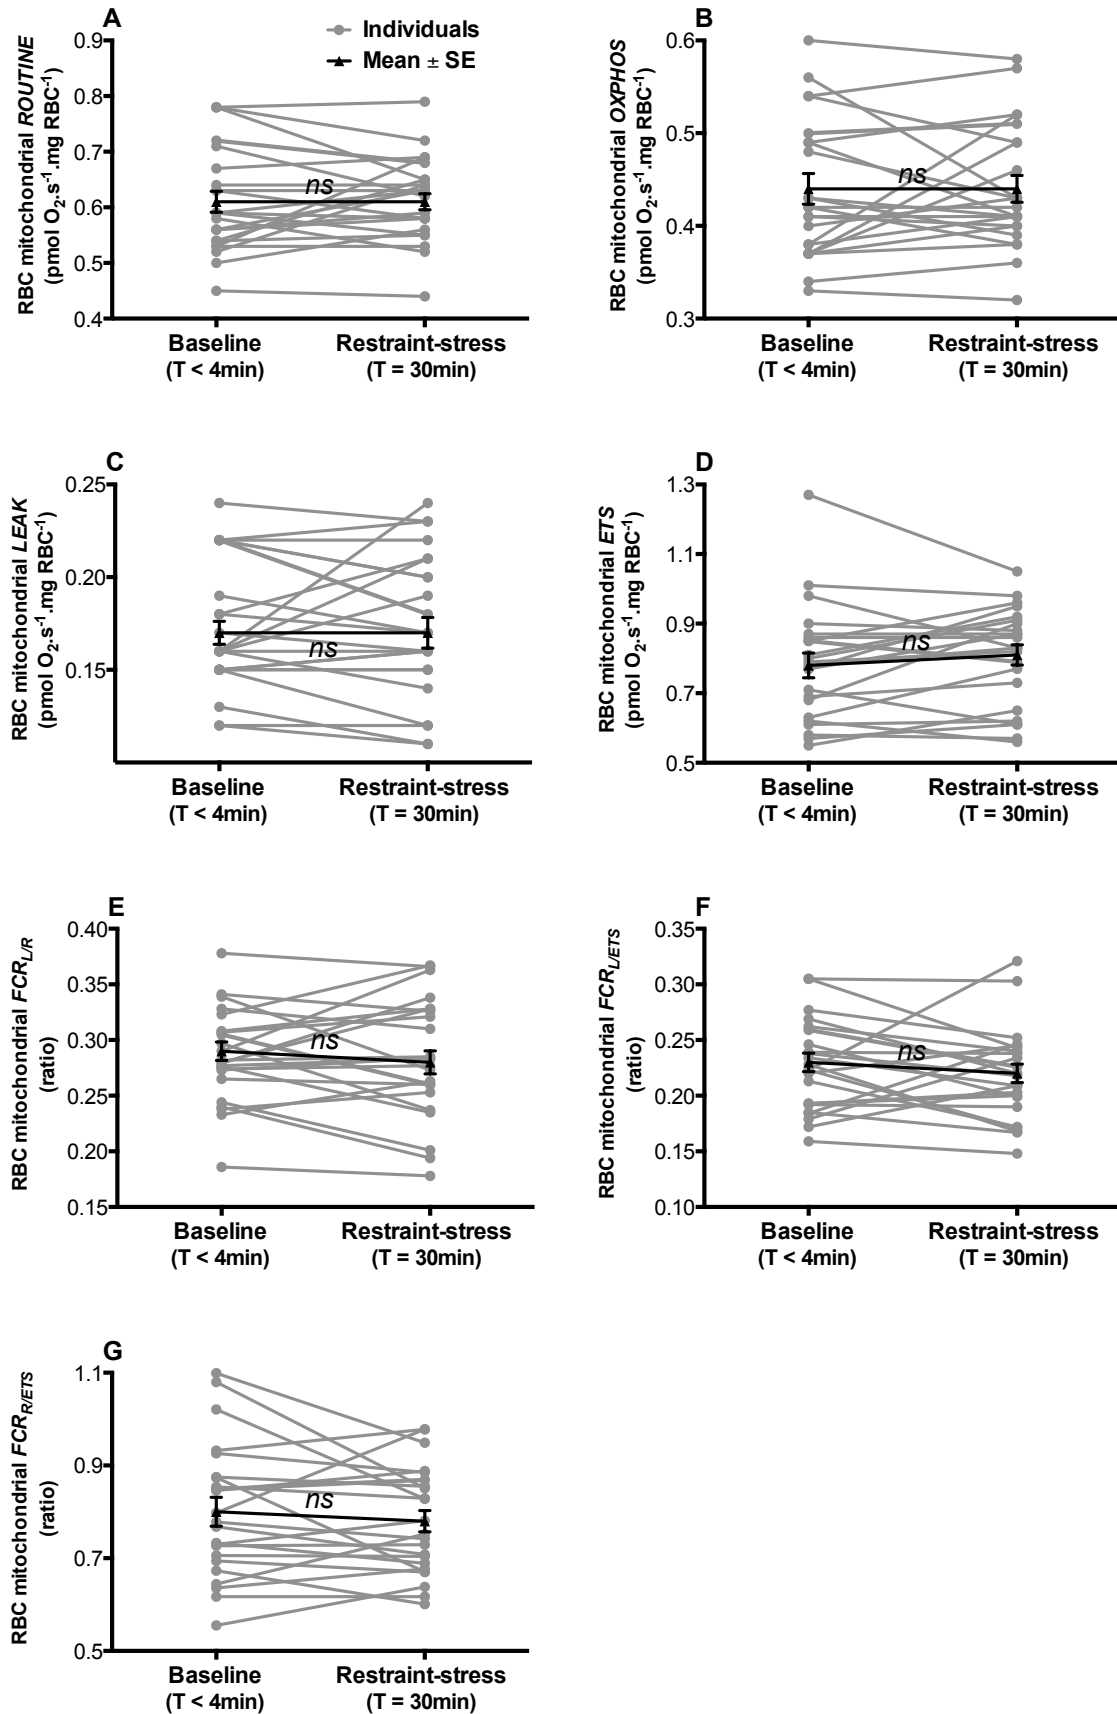 A
Individuals
Mean ± SE
RBC mitochondrial ROUTINE
(pmol O2.s-1.mg RBC-1)
0.9
0.8
0.7
0.6
0.5
0.4
ns
Baseline
(T < 4min)
Restraint-stress
(T = 30min)
B
RBC mitochondrial OXPHOS
(pmol O2.s-1.mg RBC-1)
0.6
0.5
0.4
0.3
ns
Baseline
(T < 4min)
Restraint-stress
(T = 30min)
C
RBC mitochondrial LEAK
(pmol O2.s-1.mg RBC-1)
0.25
0.20
0.15
ns
Baseline
(T < 4min)
Restraint-stress
(T = 30min)
D
RBC mitochondrial ETS
(pmol O2.s-1.mg RBC-1)
1.3
1.1
0.9
0.7
0.5
ns
Baseline
(T < 4min)
Restraint-stress
(T = 30min)
E
RBC mitochondrial FCRL/R
(ratio)
0.40
0.35
0.30
0.25
0.20
0.15
ns
Baseline
(T < 4min)
Restraint-stress
(T = 30min)
F
RBC mitochondrial FCRL/ETS
(ratio)
0.35
0.30
0.25
0.20
0.15
0.10
ns
Baseline
(T < 4min)
Restraint-stress
(T = 30min)
G
RBC mitochondrial FCRR/ETS
(ratio)
1.1
0.9
0.7
0.5
ns
Baseline
(T < 4min)
Restraint-stress
(T = 30min)